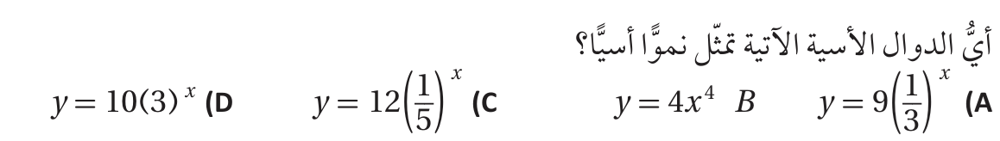 أيُّ الدوال الأسية الآتية تمثّل نموًّا أسيًّا؟
A) y = 9(1/3)^x B y = 4x^4 C) y = 12(1/5)^x D) y = 10(3)^x